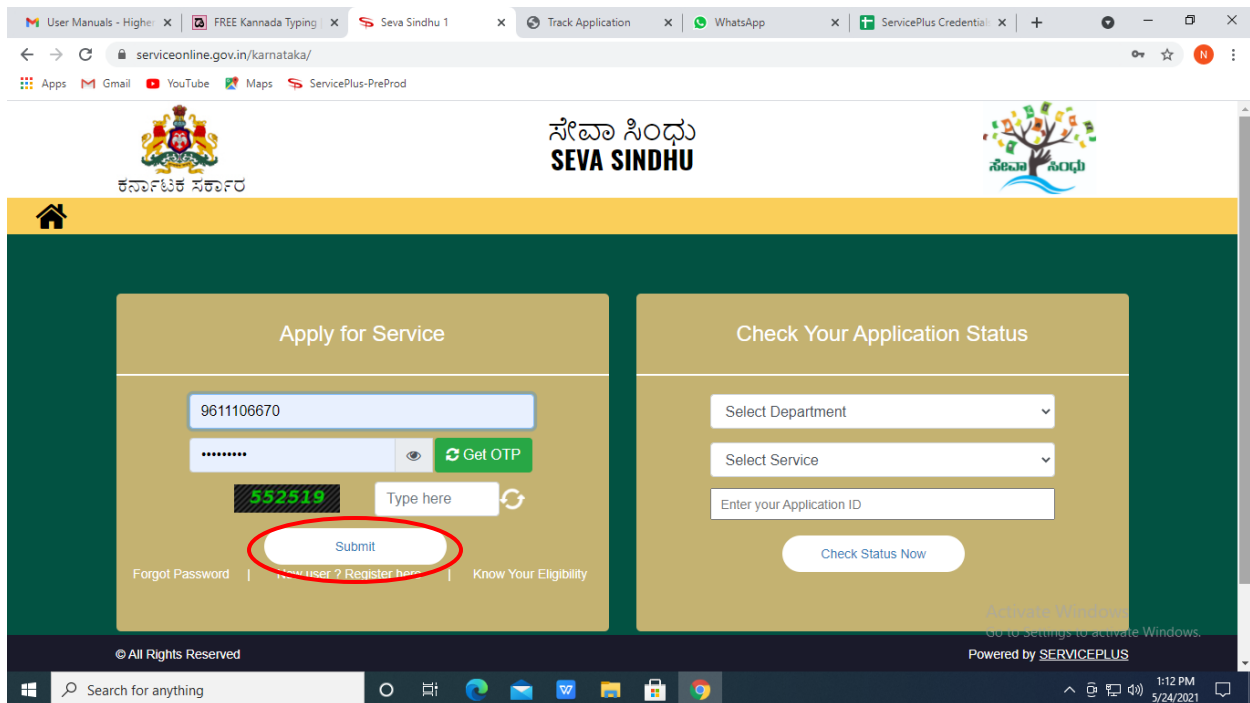 User Manuals - Higher
FREE Kannada Typing
Seva Sindhu 1
Track Application
WhatsApp
ServicePlus Credential
serviceonline.gov.in/karnataka/
N
Apps
Gmail
YouTube
Maps
ServicePlus-PreProd
ಕರ್ನಾಟಕ ಸರ್ಕಾರ
ಸೇವಾ ಸಿಂಧು
SEVA SINDHU
ಸೇವಾ ಸಿಂಧು
Apply for Service
9611106670
•••••••••
Get OTP
552519
Type here
Submit
Forgot Password | New user ? Register here | Know Your Eligibility
Check Your Application Status
Select Department
Select Service
Enter your Application ID
Check Status Now
Activate Windows
Go to Settings to activate Windows.
© All Rights Reserved
Powered by SERVICEPLUS
Search for anything
1:12 PM
5/24/2021